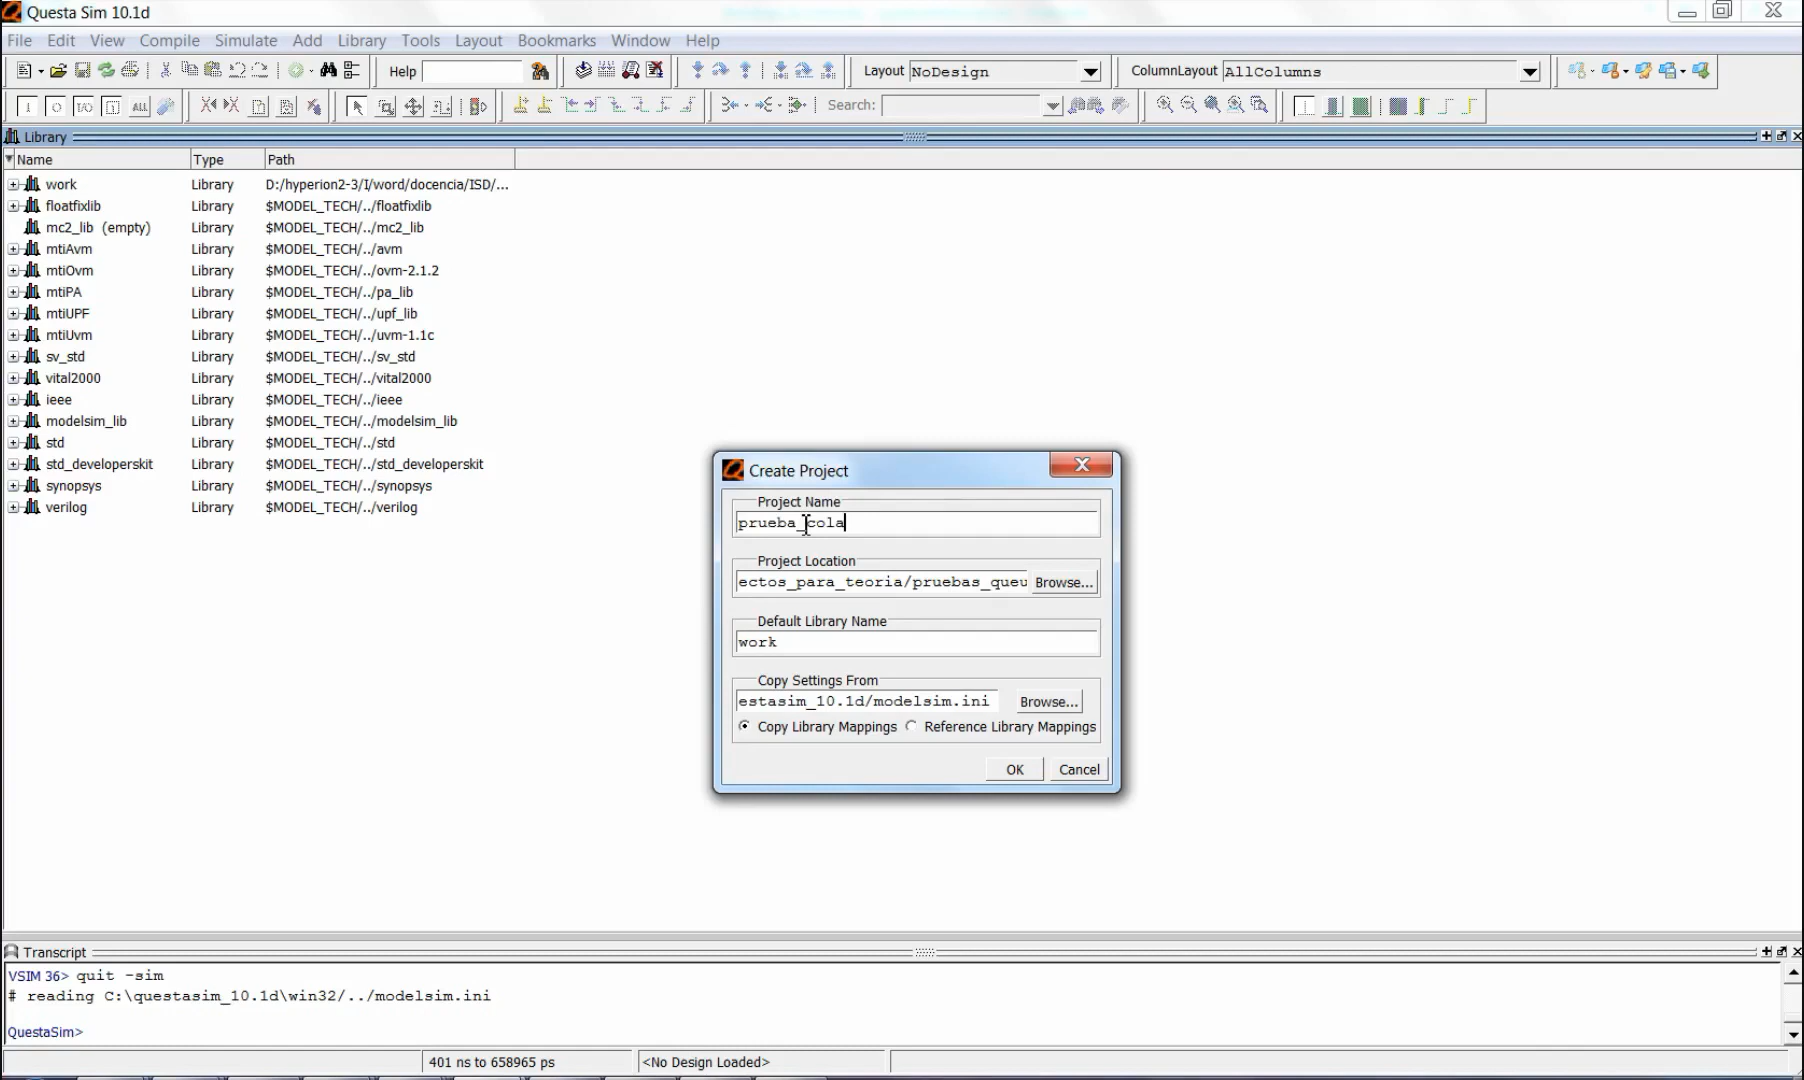 Questa Sim 10.1d
File Edit View Compile Simulate Add Library Tools Layout Bookmarks Window Help
Help Layout NoDesign ColumnLayout AllColumns
ALL Search:
Library
Name Type Path
work Library D:/hyperion2-3/I/word/docencia/ISD/...
floatfixlib Library $MODEL_TECH/../floatfixlib
mc2_lib (empty) Library $MODEL_TECH/../mc2_lib
mtiAvm Library $MODEL_TECH/../avm
mtiOvm Library $MODEL_TECH/../ovm-2.1.2
mtiPA Library $MODEL_TECH/../pa_lib
mtiUPF Library $MODEL_TECH/../upf_lib
mtiUvm Library $MODEL_TECH/../uvm-1.1c
sv_std Library $MODEL_TECH/../sv_std
vital2000 Library $MODEL_TECH/../vital2000
ieee Library $MODEL_TECH/../ieee
modelsim_lib Library $MODEL_TECH/../modelsim_lib
std Library $MODEL_TECH/../std
std_developerskit Library $MODEL_TECH/../std_developerskit
synopsys Library $MODEL_TECH/../synopsys
verilog Library $MODEL_TECH/../verilog
Create Project
Project Name
prueba_cola
Project Location
ectos_para_teoria/pruebas_queu Browse...
Default Library Name
work
Copy Settings From
estasim_10.1d/modelsim.ini Browse...
Copy Library Mappings Reference Library Mappings
OK Cancel
Transcript
VSIM 36> quit -sim
# reading C:\questasim_10.1d\win32/../modelsim.ini
QuestaSim>
401 ns to 658965 ps <No Design Loaded>